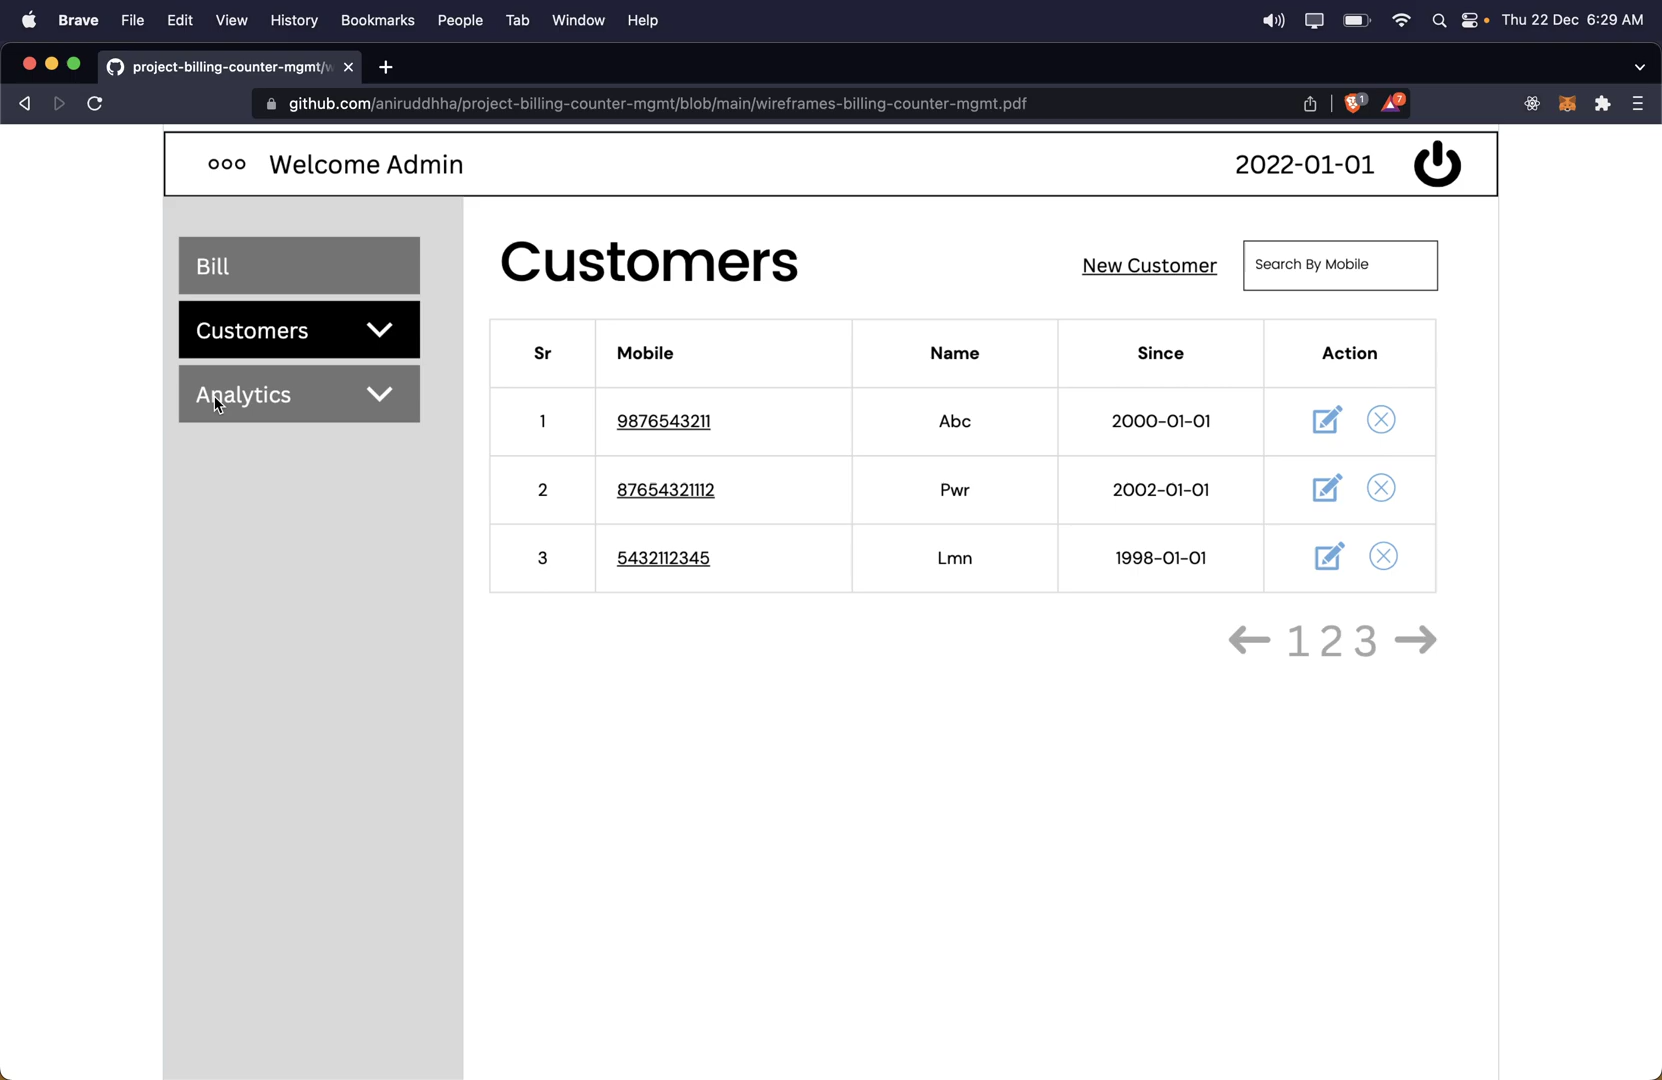 Brave File Edit View History Bookmarks People Tab Window Help Thu 22 Dec 6:29 AM
project-billing-counter-mgmt/w
github.com/aniruddhha/project-billing-counter-mgmt/blob/main/wireframes-billing-counter-mgmt.pdf 1 7
Welcome Admin 2022-01-01
Bill
Customers
Analytics
Customers New Customer Search By Mobile
Sr Mobile Name Since Action
1 9876543211 Abc 2000-01-01
2 87654321112 Pwr 2002-01-01
3 5432112345 Lmn 1998-01-01
1 2 3